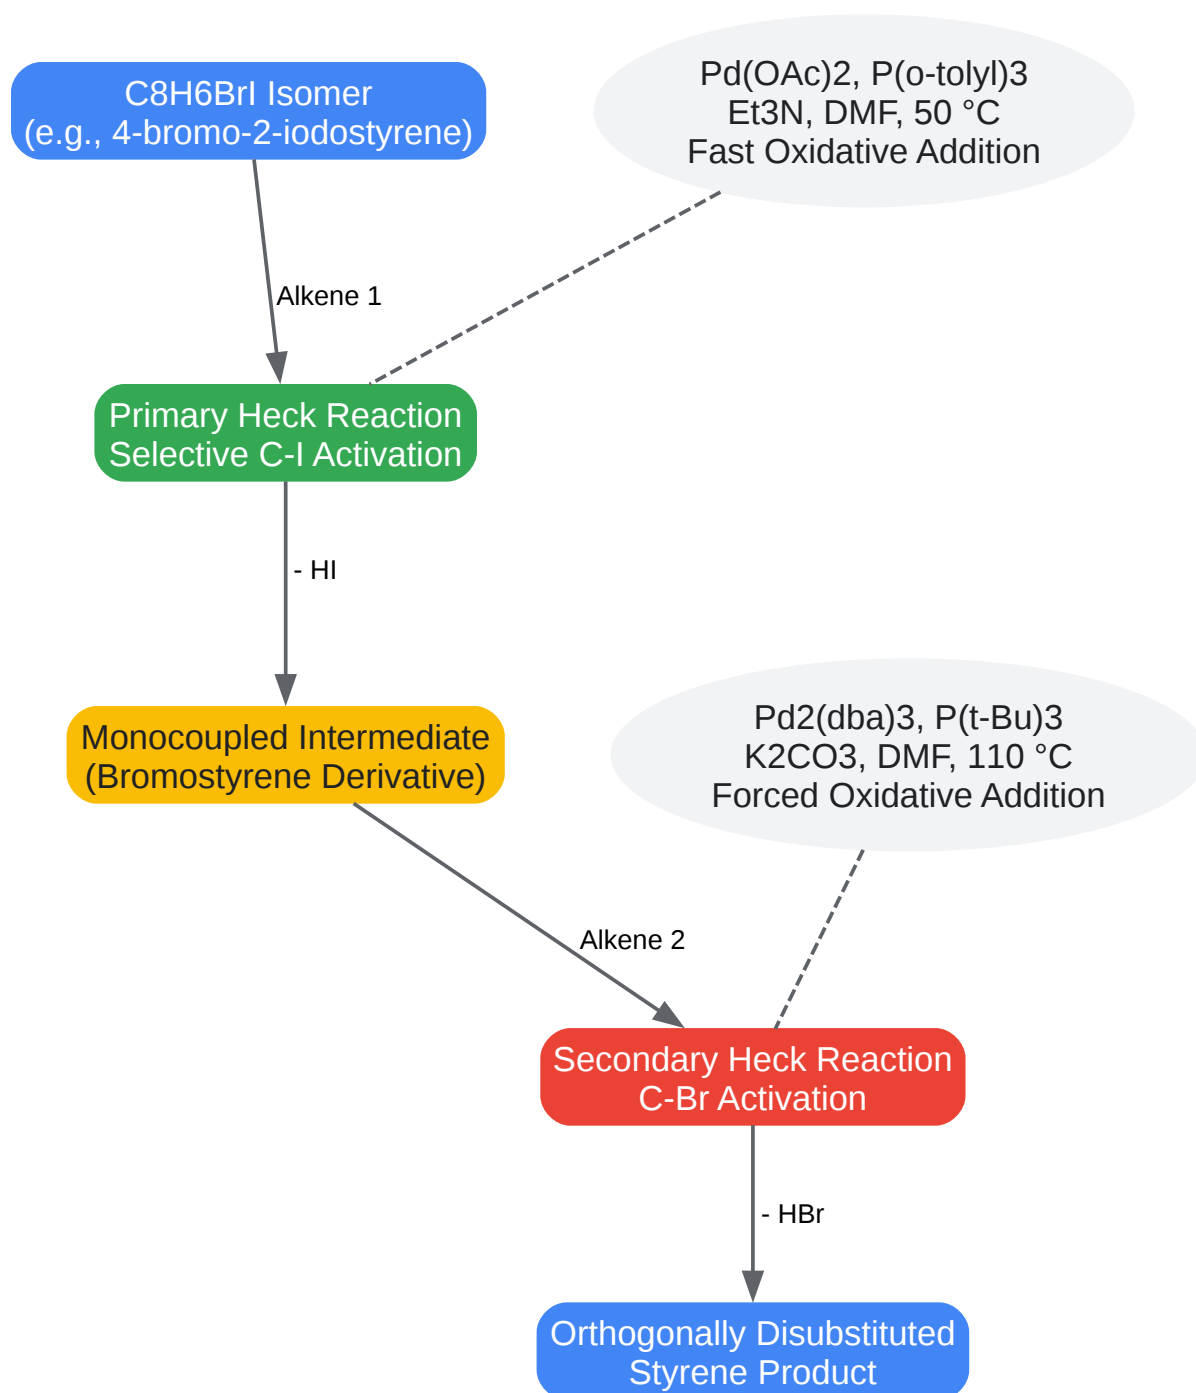 C8H6BrI Isomer
(e.g., 4-bromo-2-iodostyrene)
Pd(OAc)2, P(o-tolyl)3
Et3N, DMF, 50 °C
Fast Oxidative Addition
Alkene 1
Primary Heck Reaction
Selective C-I Activation
- HI
Monocoupled Intermediate
(Bromostyrene Derivative)
Pd2(dba)3, P(t-Bu)3
K2CO3, DMF, 110 °C
Forced Oxidative Addition
Alkene 2
Secondary Heck Reaction
C-Br Activation
- HBr
Orthogonally Disubstituted
Styrene Product